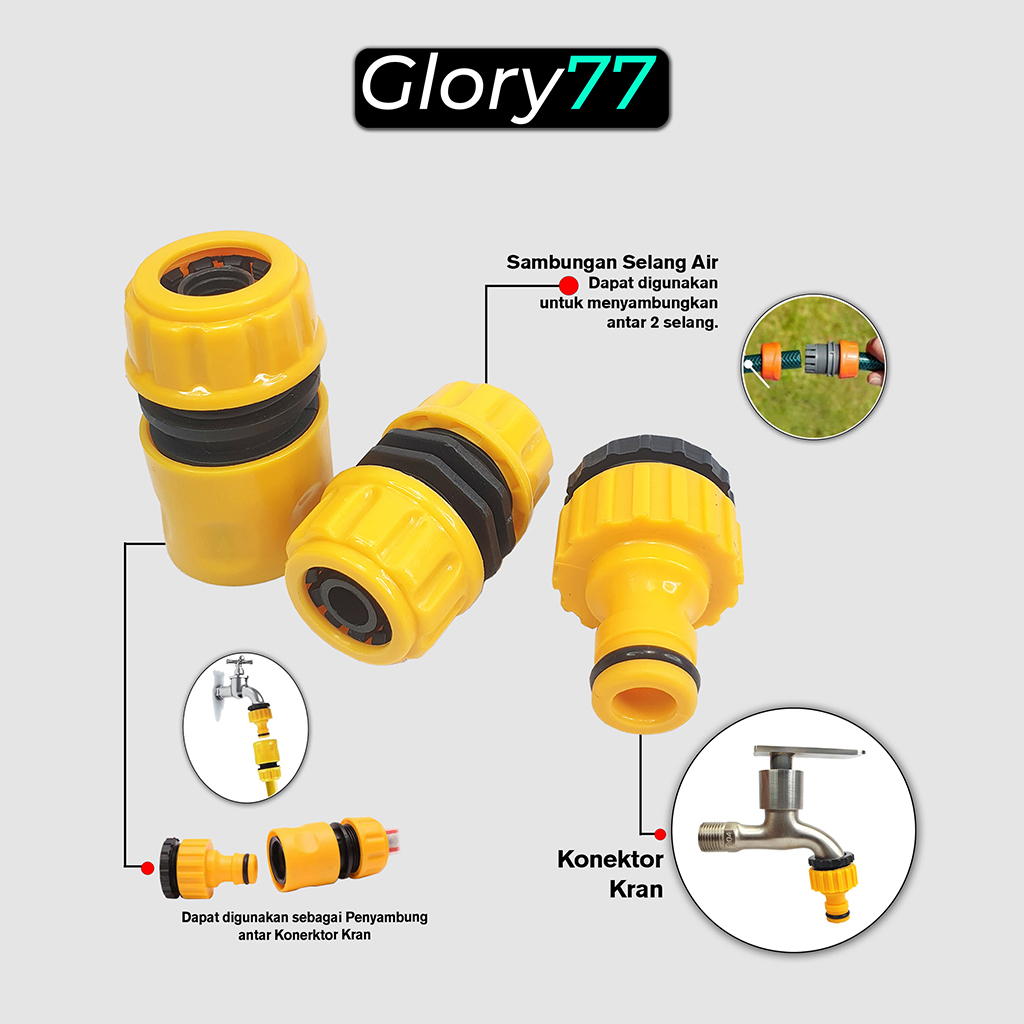 Glory77
Sambungan Selang Air
Dapat digunakan
untuk menyambungkan
antar 2 selang.
Konektor
Kran
Dapat digunakan sebagai Penyambung
antar Konerktor Kran